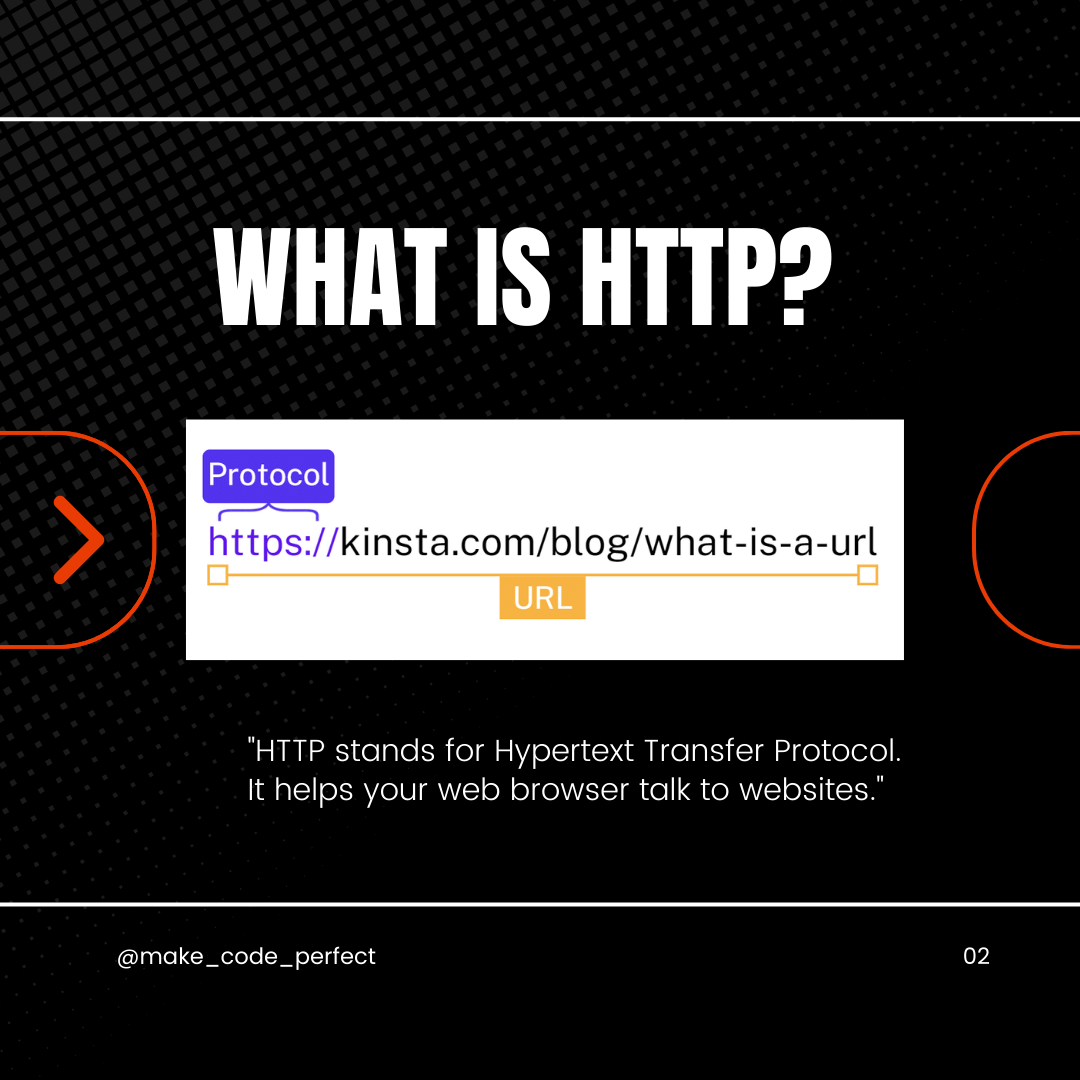 WHAT IS HTTP?
Protocol
https://kinsta.com/blog/what-is-a-url
URL
"HTTP stands for Hypertext Transfer Protocol.
It helps your web browser talk to websites."
@make_code_perfect
02